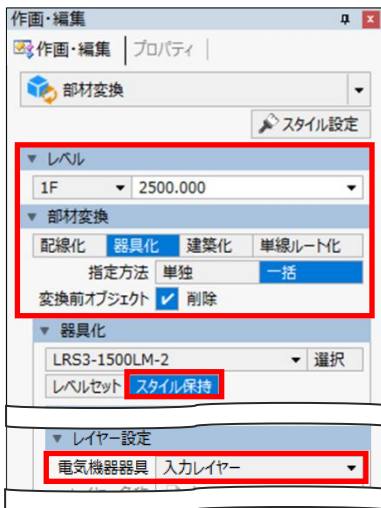 作画・編集
作画・編集 プロパティ
部材変換
スタイル設定
レベル
1F 2500.000
部材変換
配線化 器具化 建築化 単線ルート化
指定方法 単独 一括
変換前オブジェクト 削除
器具化
LRS3-1500LM-2 選択
レベルセット スタイル保持
レイヤー設定
電気機器器具 入力レイヤー